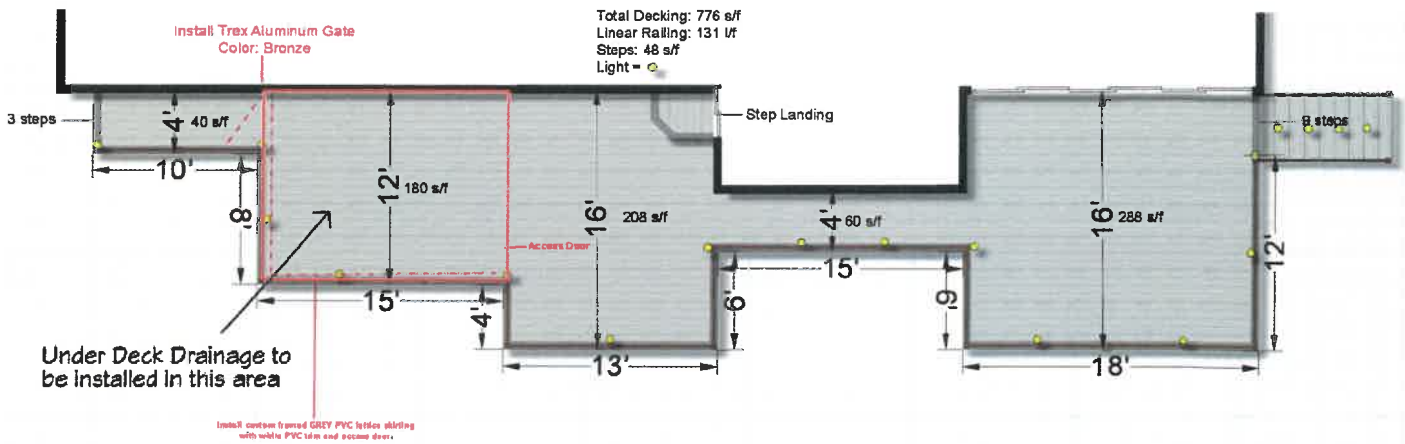 Total Decking: 776 s/f
Linear Railing: 131 l/f
Steps: 48 s/f
Light =
Install Trex Aluminum Gate
Color: Bronze
3 steps
4'
40 s/f
10'
8'
12'
180 s/f
15'
4'
16'
208 s/f
13'
Access Door
Step Landing
4'
60 s/f
15'
6'
6'
16'
288 s/f
18'
9 steps
12'
Under Deck Drainage to
be installed in this area
Install custom framed GREY PVC lattice skirting
with white PVC trim and access door.